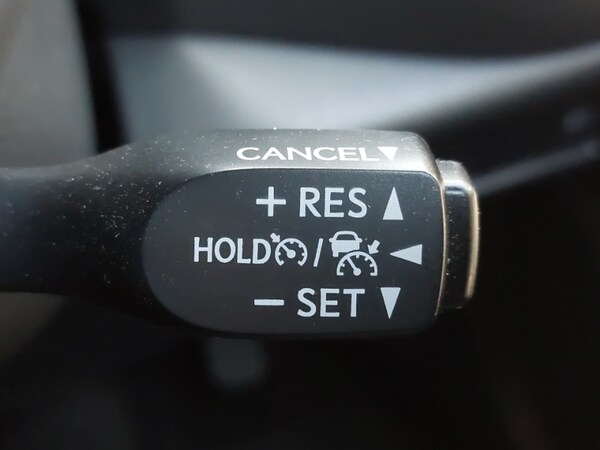 CANCEL▼
+ RES ▲
HOLD / ◀
− SET ▼